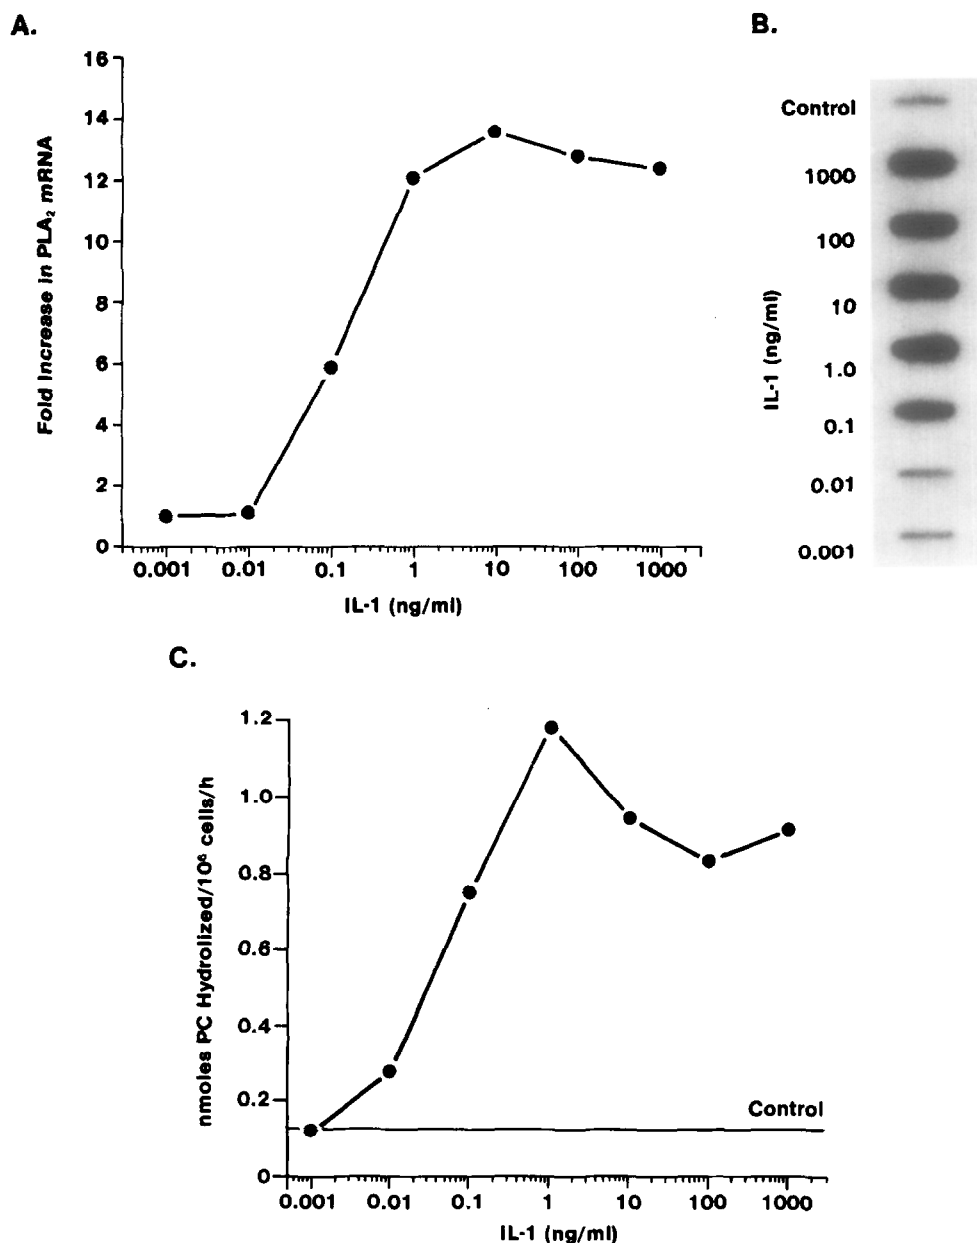 A.
16
14
12
10
8
6
4
2
0
Fold Increase in PLA₂ mRNA
0.001 0.01 0.1 1 10 100 1000
IL-1 (ng/ml)
B.
Control
1000
100
10
1.0
0.1
0.01
0.001
IL-1 (ng/ml)
C.
1.2
1.0
0.8
0.6
0.4
0.2
0
nmoles PC Hydrolized/10⁶ cells/h
Control
0.001 0.01 0.1 1 10 100 1000
IL-1 (ng/ml)